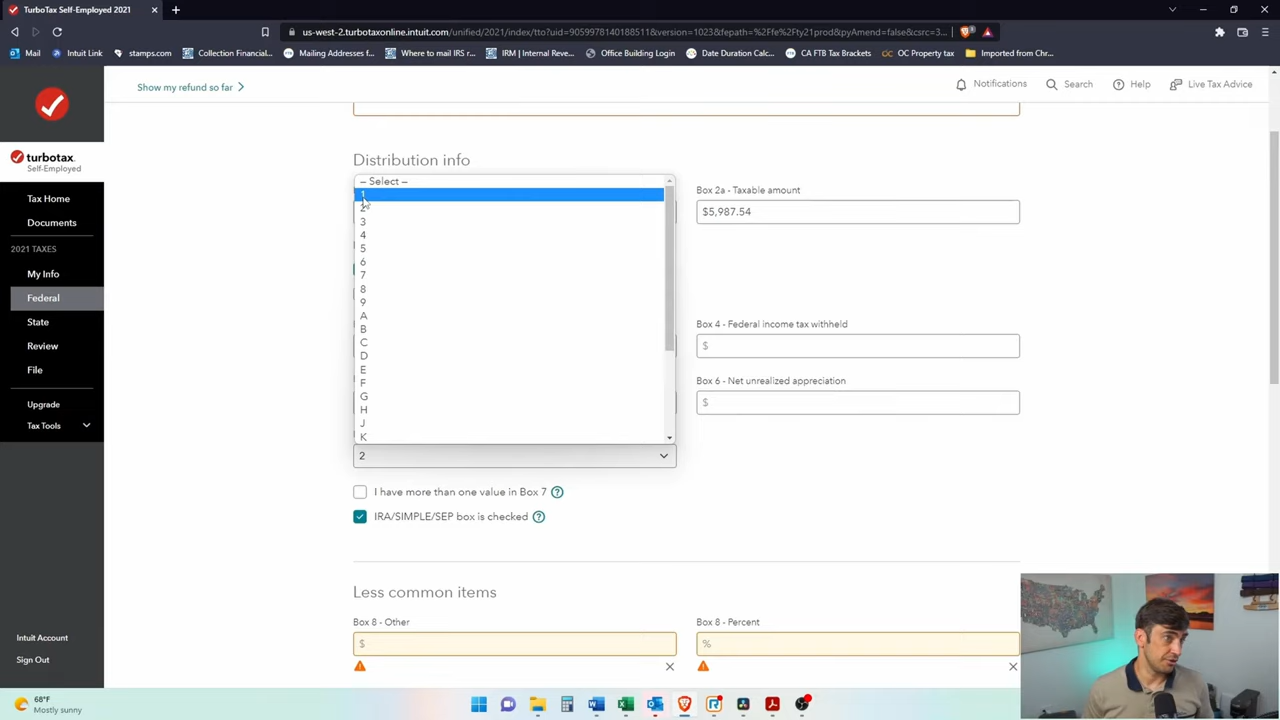 TurboTax Self-Employed 2021
us-west-2.turbotaxonline.intuit.com/unified/2021/index/tto?uid=9059978140188511&version=1023&fepath=%2Ffe%2Fty21prod&pyAmend=false&csrc=3...
Mail
Intuit Link
stamps.com
Collection Financial...
Mailing Addresses f...
Where to mail IRS r...
IRM | Internal Reve...
Office Building Login
Date Duration Calc...
CA FTB Tax Brackets
OC Property tax
Imported from Chr...
Show my refund so far
Notifications
Search
Help
Live Tax Advice
turbotax
Self-Employed
Tax Home
Documents
2021 TAXES
My Info
Federal
State
Review
File
Upgrade
Tax Tools
Intuit Account
Sign Out
Distribution info
– Select –
1
2
3
4
5
6
7
8
9
A
B
C
D
E
F
G
H
J
K
2
Box 2a - Taxable amount
$5,987.54
Box 4 - Federal income tax withheld
$
Box 6 - Net unrealized appreciation
$
I have more than one value in Box 7
IRA/SIMPLE/SEP box is checked
Less common items
Box 8 - Other
$
Box 8 - Percent
%
68°F
Mostly sunny